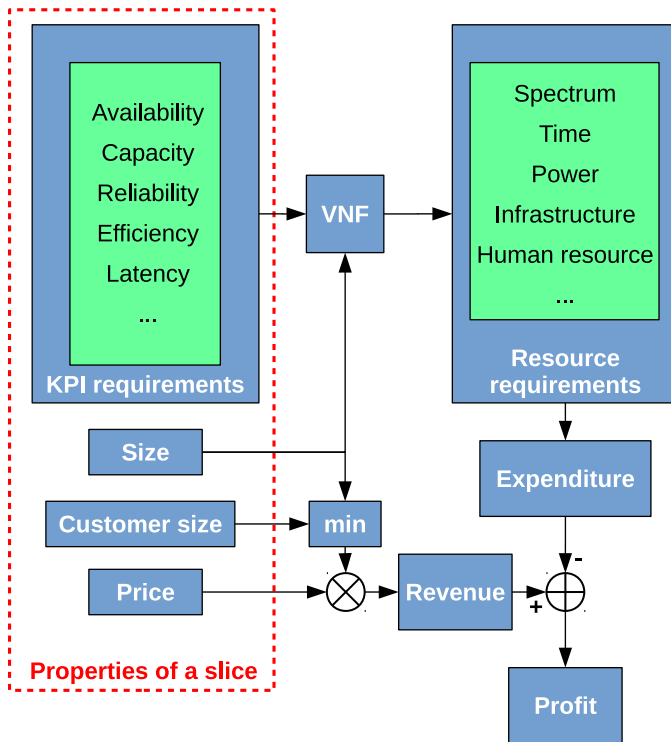 Availability
Capacity
Reliability
Efficiency
Latency
...
KPI requirements
VNF
Spectrum
Time
Power
Infrastructure
Human resource
...
Resource
requirements
Size
Customer size
min
Price
Expenditure
-
Revenue
+
Properties of a slice
Profit